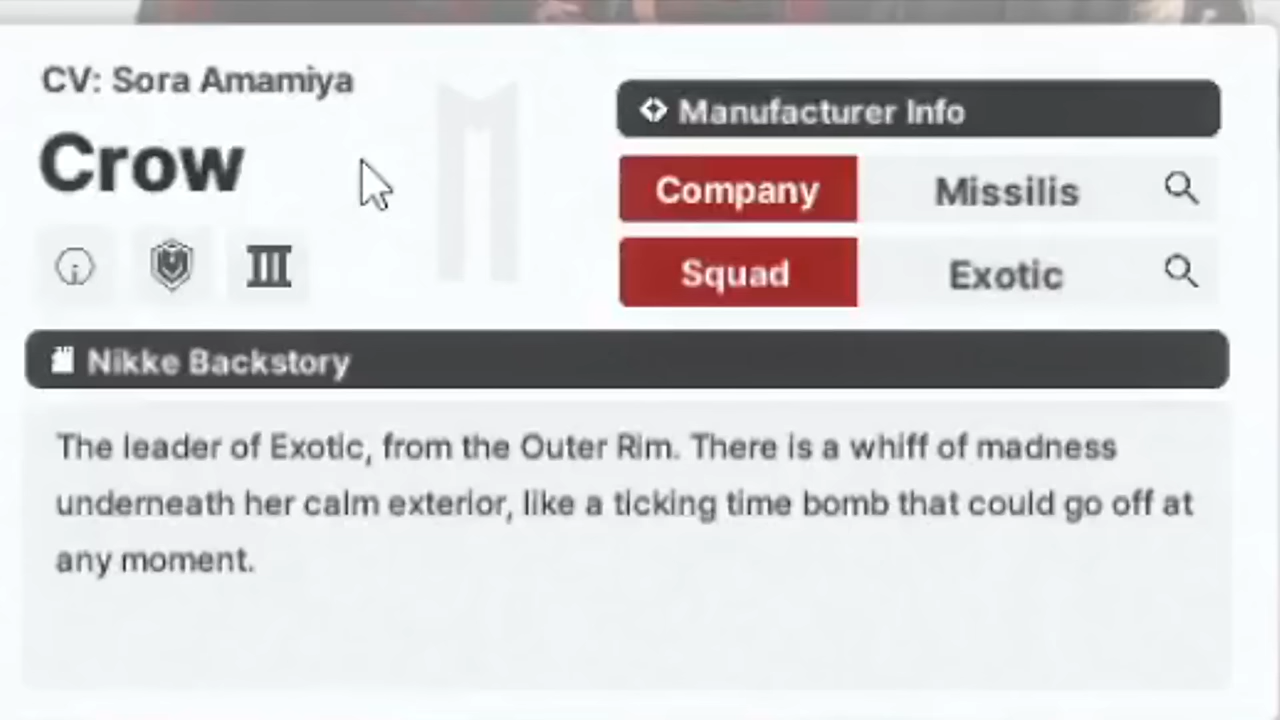 CV: Sora Amamiya
Crow
III
Manufacturer Info
Company Missilis
Squad Exotic
Nikke Backstory
The leader of Exotic, from the Outer Rim. There is a whiff of madness
underneath her calm exterior, like a ticking time bomb that could go off at
any moment.